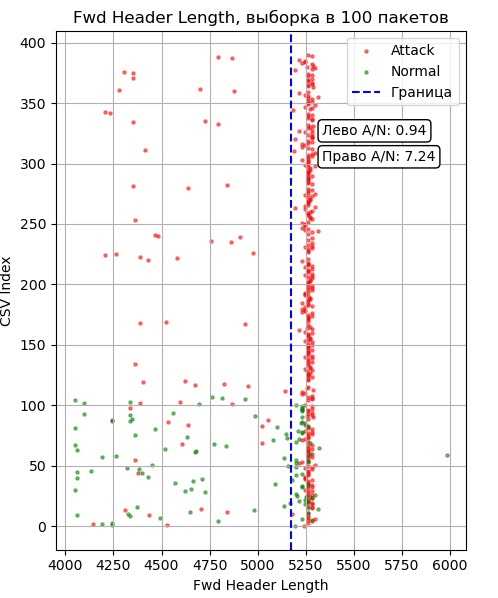 Fwd Header Length, выборка в 100 пакетов
Attack
Normal
Граница
Лево A/N: 0.94
Право A/N: 7.24
400
350
300
250
200
150
100
50
0
CSV Index
4000 4250 4500 4750 5000 5250 5500 5750 6000
Fwd Header Length